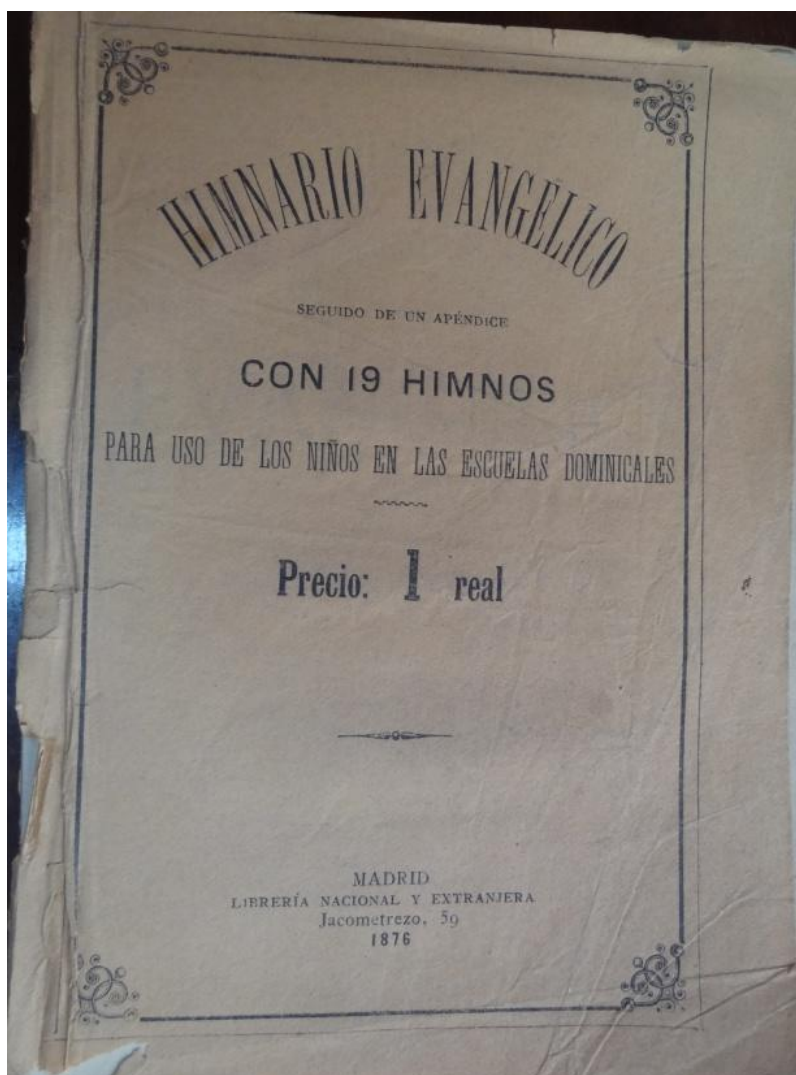 HIMNARIO EVANGÉLICO
SEGUIDO DE UN APÉNDICE
CON 19 HIMNOS
PARA USO DE LOS NIÑOS EN LAS ESCUELAS DOMINICALES
Precio: 1 real
MADRID
LIBRERÍA NACIONAL Y EXTRANJERA
Jacometrezo, 59
1876